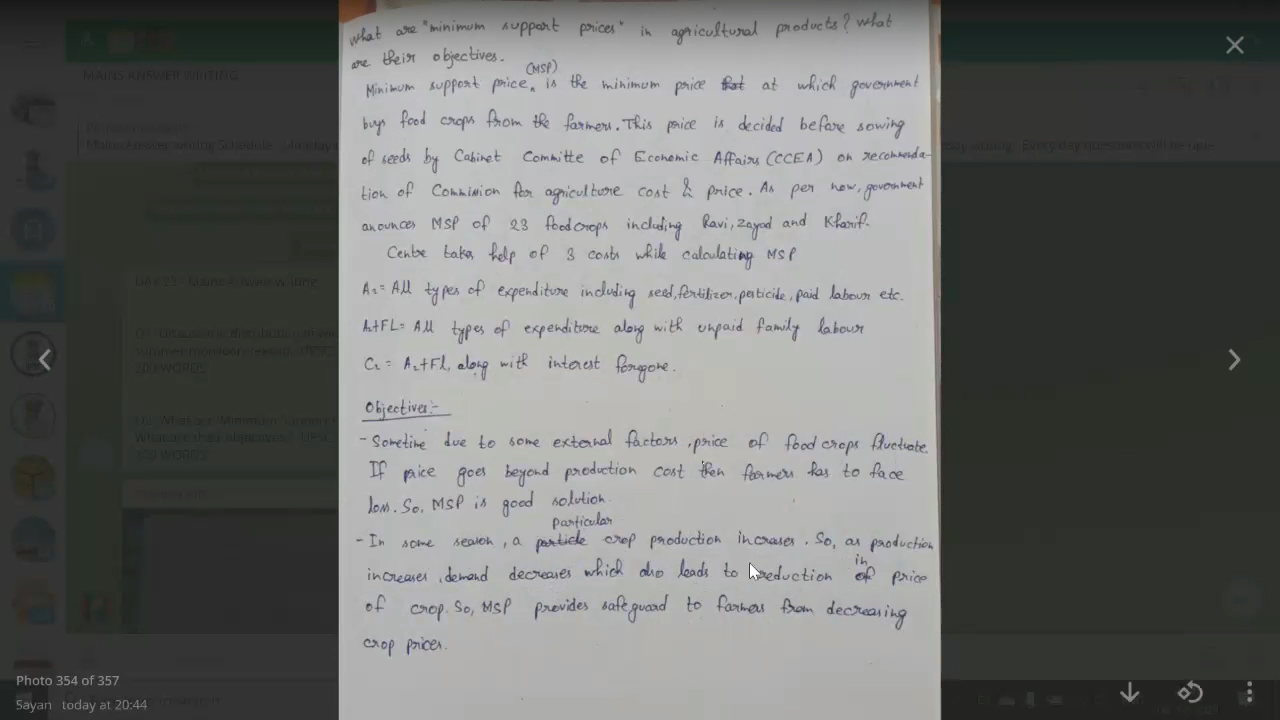 What are "minimum support prices" in agricultural products? What
are their objectives.
(MSP)
Minimum support price, is the minimum price that at which government
buys food crops from the farmers. This price is decided before sowing
of seeds by Cabinet Committe of Economic Affairs (CCEA) on recommenda-
tion of Commission for agriculture cost & price. As per now, government
anounces MSP of 23 foodcrops including Ravi, Zayad and Kharif.
Centre takes help of 3 costs while calculating MSP
A2 = All types of expenditure including seed, fertilizer, pesticide, paid labour etc.
A2+FL = All types of expenditure along with unpaid family labour
C2 = A2+FL along with interest forgone.
Objectives:-
- Sometime due to some external factors, price of food crops fluctuate.
If price goes beyond production cost then farmers has to face
loss. So, MSP is good solution.
particular
- In some season, a particle crop production increases. So, as production
in
increases, demand decreases which also leads to reduction of price
of crop. So, MSP provides safeguard to farmers from decreasing
crop prices.
MAINS ANSWER WRITING
Photo 354 of 357
Sayan today at 20:44